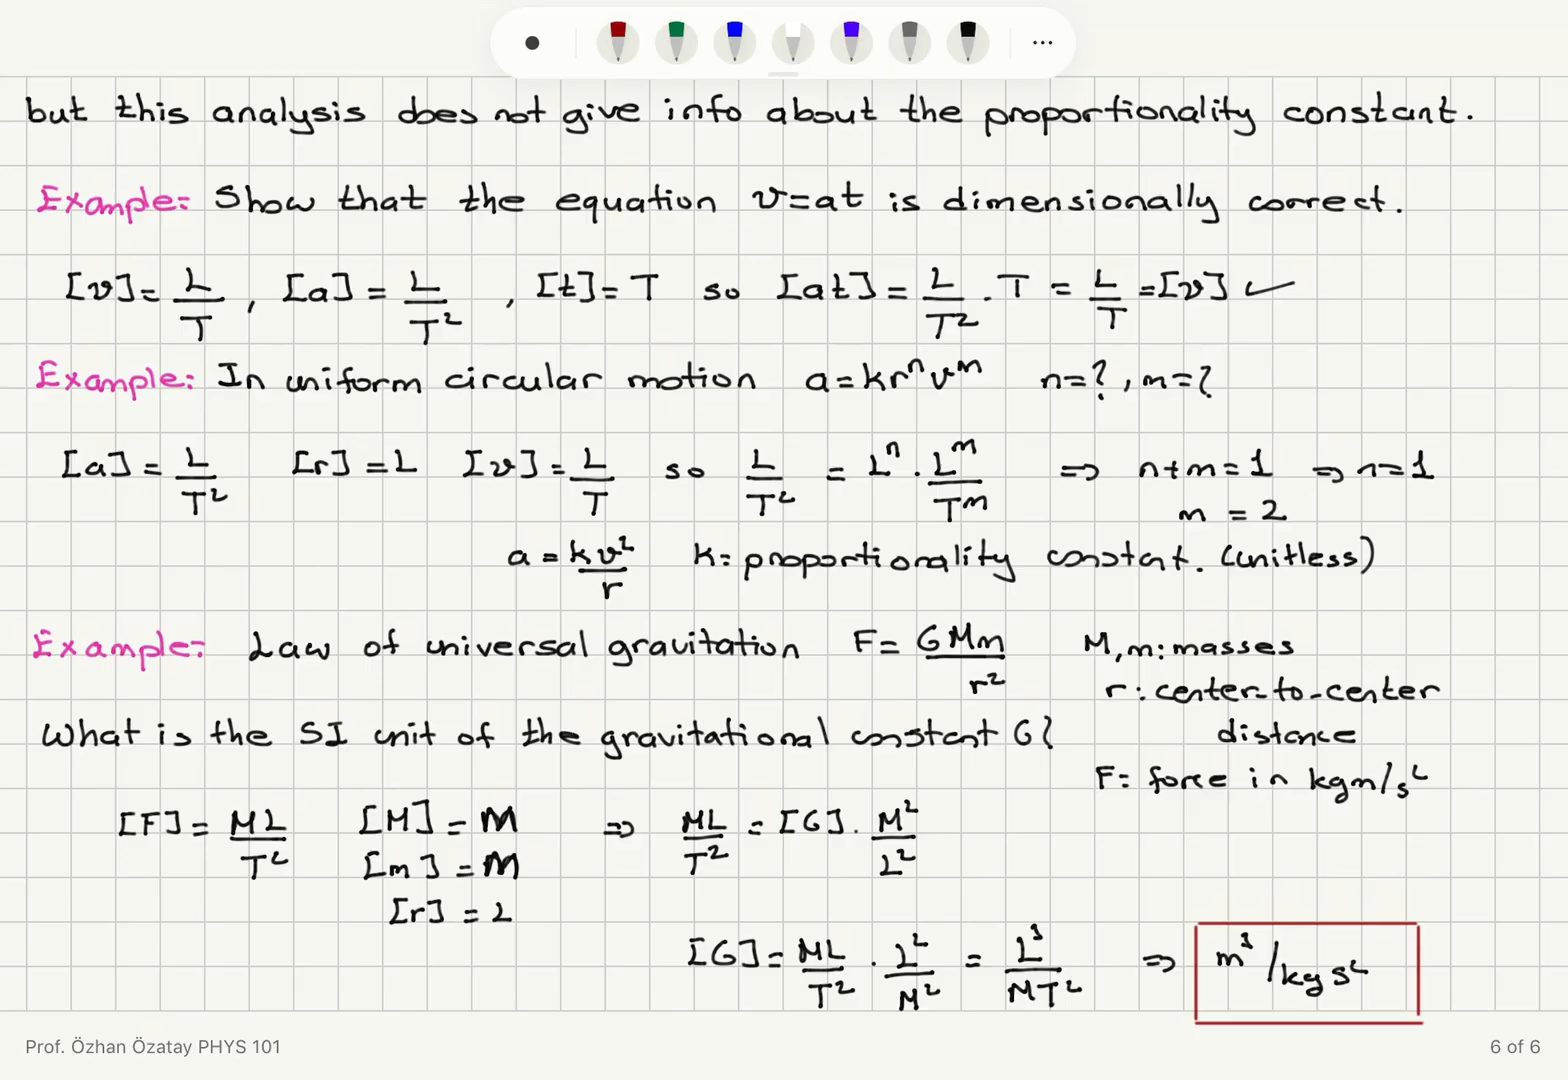 but this analysis does not give info about the proportionality constant.
Example: Show that the equation v=at is dimensionally correct.
[v]= L/T , [a] = L/T² , [t]= T so [at] = L/T² . T = L/T =[v] ✓
Example: In uniform circular motion a=krⁿvᵐ n=? , m=?
[a] = L/T² [r] = L [v] = L/T so L/T² = Lⁿ . Lᵐ/Tᵐ ⇒ n+m=1 ⇒ n=1
m = 2
a = kv²/r k: proportionality constant. (unitless)
Example: Law of universal gravitation F= GMm/r² M,m: masses
r: center-to-center
What is the SI unit of the gravitational constant G? distance
F: force in kgm/s²
[F] = ML/T² [M] = M ⇒ ML/T² = [G] . M²/L²
[m] = M
[r] = L
[G] = ML/T² . L²/M² = L³/MT² ⇒ m³/kg s²
Prof. Özhan Özatay PHYS 101
6 of 6